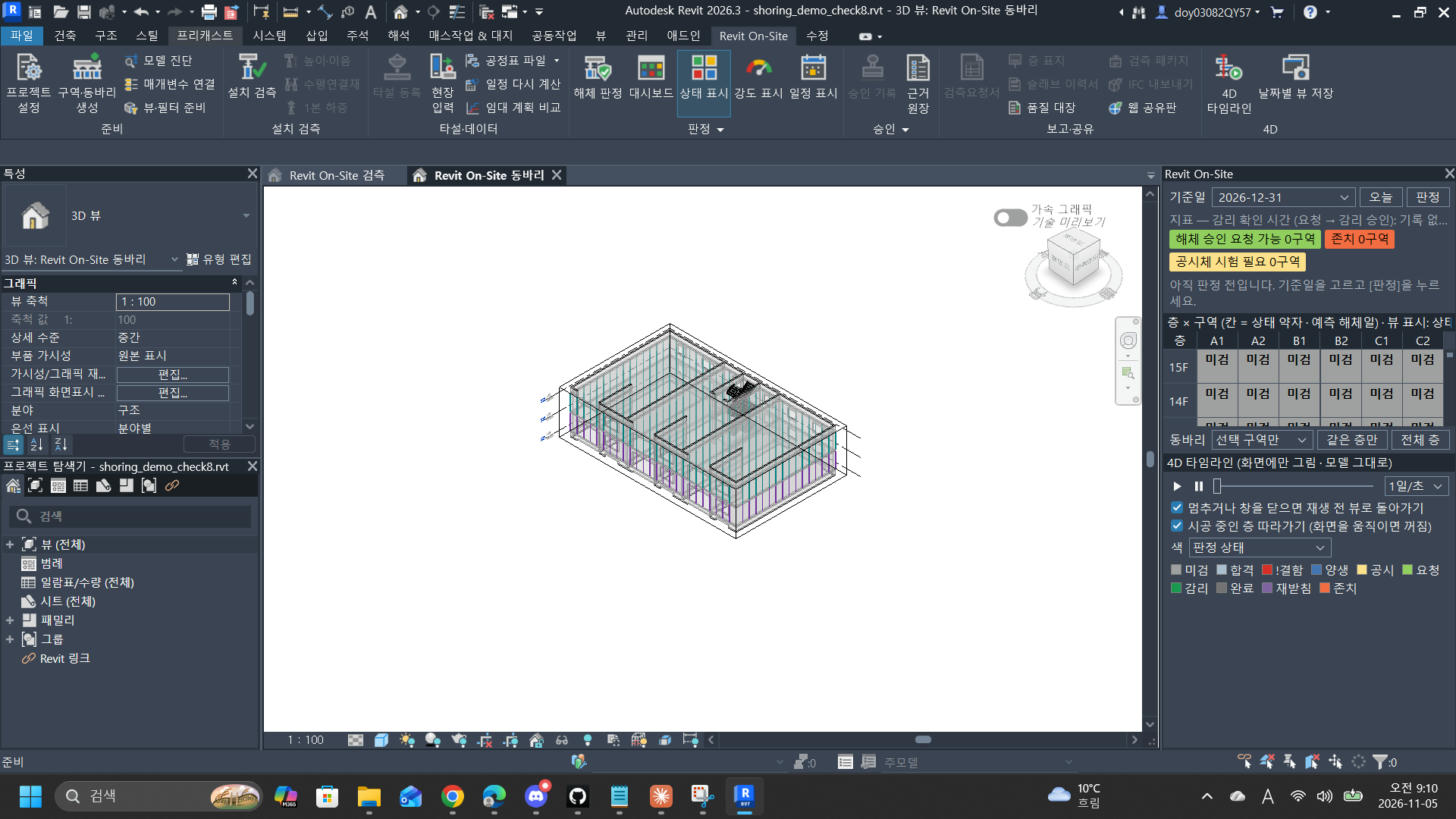 Autodesk Revit 2026.3 - shoring_demo_check8.rvt - 3D 뷰: Revit On-Site 동바리
doy03082QY57
파일 건축 구조 스틸 프리캐스트 시스템 삽입 주석 해석 매스작업 & 대지 공동작업 뷰 관리 애드인 Revit On-Site 수정
프로젝트 설정
구역·동바리 생성
모델 진단
매개변수 연결
뷰·필터 준비
준비
설치 검측
높이·이음
수평연결재
1본 하중
설치 검측
타설 등록
현장 입력
공정표 파일
일정 다시 계산
임대 계획 비교
타설·데이터
해체 판정
대시보드
상태 표시
강도 표시
일정 표시
판정
승인 기록
근거 원장
승인
검측요청서
층 표지
슬래브 이력서
품질 대장
검측 패키지
IFC 내보내기
웹 공유판
보고·공유
4D 타임라인
날짜별 뷰 저장
4D
특성
3D 뷰
3D 뷰: Revit On-Site 동바리
유형 편집
그래픽
뷰 축척 1 : 100
축척 값 1: 100
상세 수준 중간
부품 가시성 원본 표시
가시성/그래픽 재... 편집...
그래픽 화면표시 ... 편집...
분야 구조
은선 표시 분야별
적용
프로젝트 탐색기 - shoring_demo_check8.rvt
검색
뷰 (전체)
범례
일람표/수량 (전체)
시트 (전체)
패밀리
그룹
Revit 링크
Revit On-Site 검측
Revit On-Site 동바리
가속 그래픽
기술 미리보기
1 : 100
Revit On-Site
기준일 2026-12-31 오늘 판정
지표 — 감리 확인 시간 (요청 → 감리 승인): 기록 없...
해체 승인 요청 가능 0구역 존치 0구역
공시체 시험 필요 0구역
아직 판정 전입니다. 기준일을 고르고 [판정]을 누르
세요.
층 × 구역 (칸 = 상태 약자 · 예측 해체일) · 뷰 표시: 상태
층 A1 A2 B1 B2 C1 C2
15F 미검 미검 미검 미검 미검 미검
14F 미검 미검 미검 미검 미검 미검
미검 미검 미검 미검 미검 미검
동바리 선택 구역만 같은 층만 전체 층
4D 타임라인 (화면에만 그림 · 모델 그대로)
1일/초
멈추거나 창을 닫으면 재생 전 뷰로 돌아가기
시공 중인 층 따라가기 (화면을 움직이면 꺼짐)
색 판정 상태
미검 합격 !결함 양생 공시 요청
감리 완료 재받침 존치
준비
:0
주모델
:0
검색
10°C
흐림
A
오전 9:10
2026-11-05